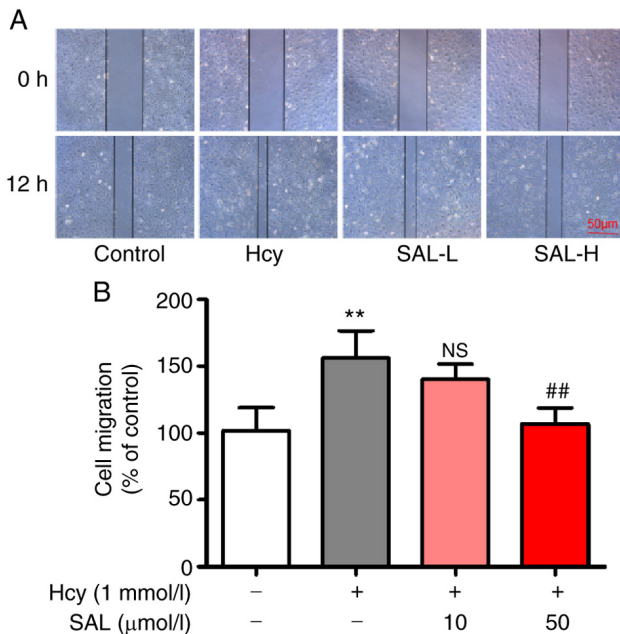 A
0 h
12 h
50µm
Control Hcy SAL-L SAL-H
B
Cell migration
(% of control)
200
150
100
50
0
**
NS
##
Hcy (1 mmol/l) – + + +
SAL (µmol/l) – – 10 50